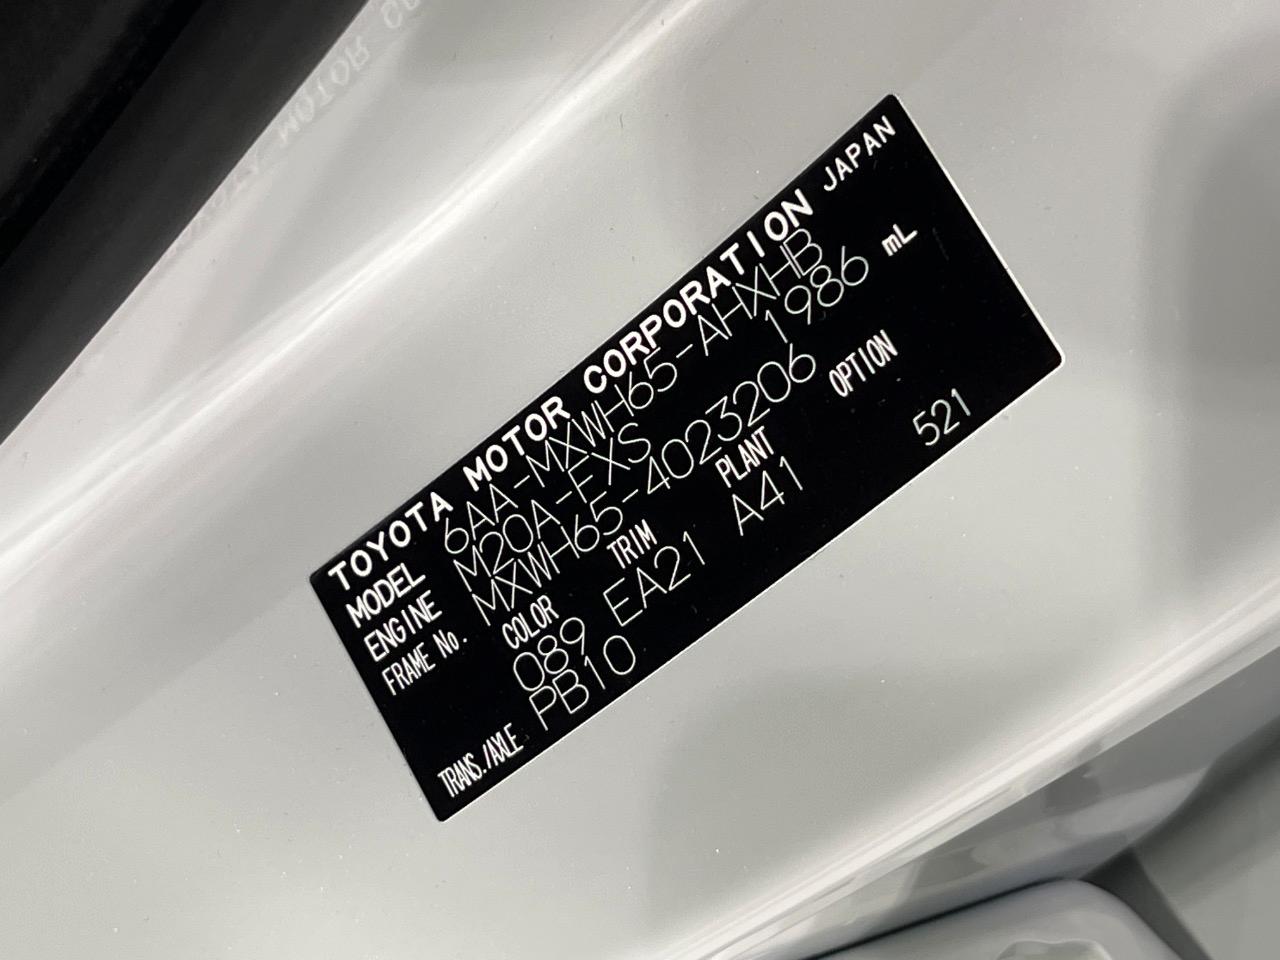 TOYOTA MOTOR CORPORATION JAPAN
MODEL 6AA-MXWH65-AHXHB
ENGINE M20A-FXS 1986 mL
FRAME No. MXWH65-4023206
COLOR TRIM PLANT OPTION
089 EA21 A41 521
TRANS./AXLE PB10